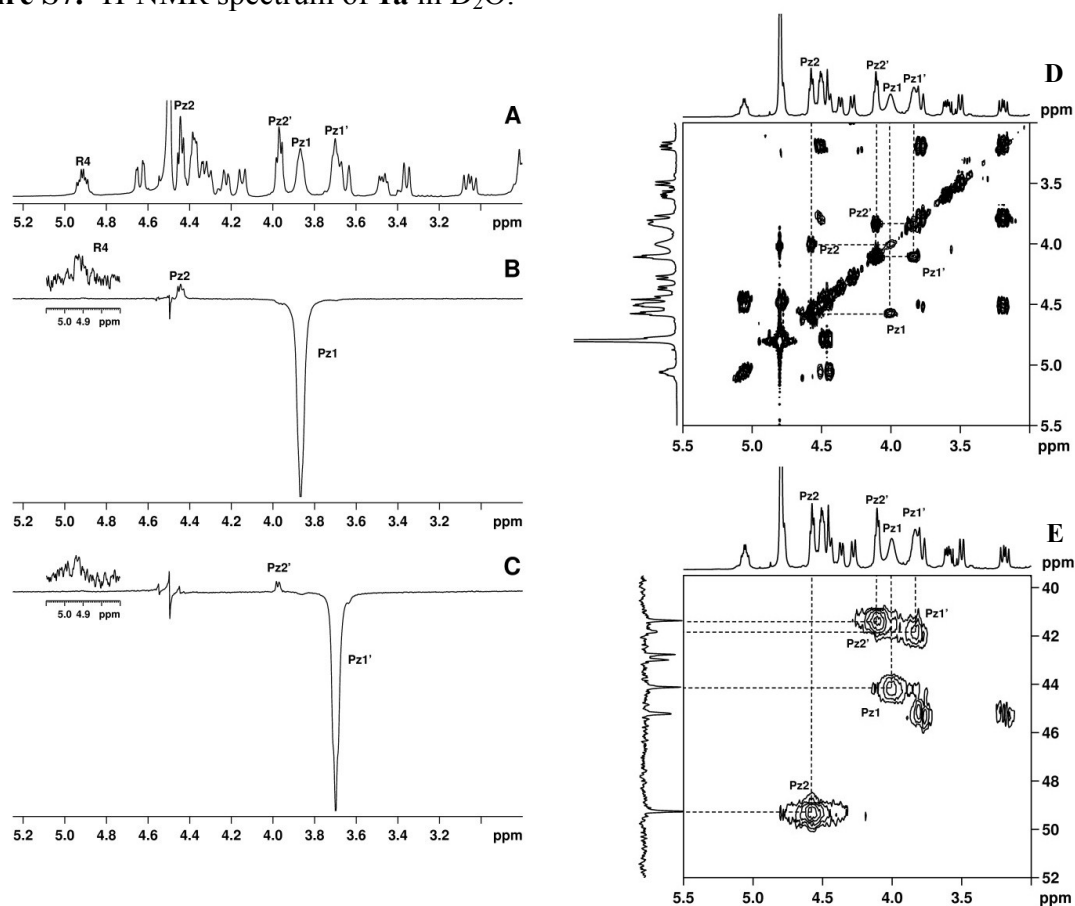 re S7. ¹H NMR spectrum of 1a in D₂O.
A
Pz2
Pz2'
Pz1
Pz1'
R4
5.2 5.0 4.8 4.6 4.4 4.2 4.0 3.8 3.6 3.4 3.2 ppm
B
R4
Pz2
5.0 4.9 ppm
Pz1
5.2 5.0 4.8 4.6 4.4 4.2 4.0 3.8 3.6 3.4 3.2 ppm
C
Pz2'
5.0 4.9 ppm
Pz1'
5.2 5.0 4.8 4.6 4.4 4.2 4.0 3.8 3.6 3.4 3.2 ppm
D
Pz2
Pz2'
Pz1'
Pz1
ppm
3.5
Pz2'
4.0
Pz2
Pz1'
4.5
Pz1
5.0
5.5
5.5 5.0 4.5 4.0 3.5 ppm
E
Pz2
Pz2'
Pz1'
Pz1
ppm
40
Pz1'
42
Pz2'
44
Pz1
46
48
Pz2
50
52
5.5 5.0 4.5 4.0 3.5 ppm